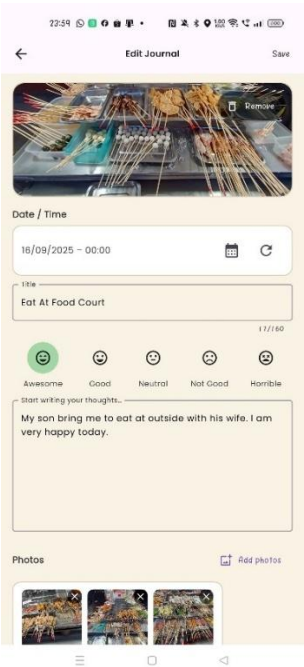 23:59
Edit Journal
Save
Remove
Date / Time
16/09/2025 - 00:00
Title
Eat At Food Court
17/160
Awesome
Good
Neutral
Not Good
Horrible
Start writing your thoughts...
My son bring me to eat at outside with his wife. I am
very happy today.
Photos
Add photos